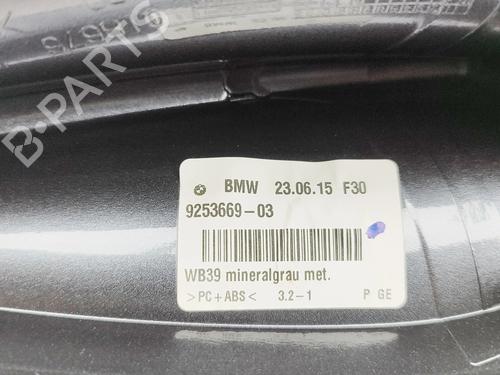 BMW 23.06.15 F30
9253669-03
WB39 mineralgrau met.
>PC+ABS< 3.2-1 P GE
B-PARTS